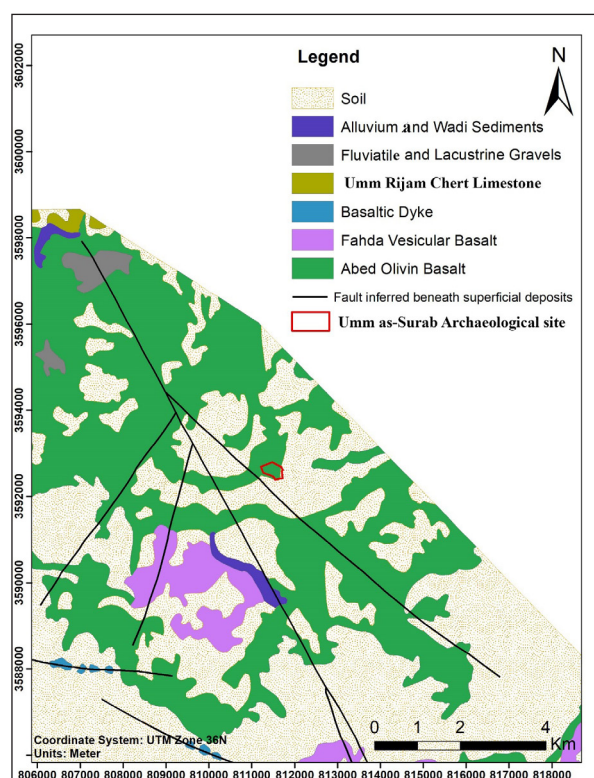 Legend
N
Soil
Alluvium and Wadi Sediments
Fluviatile and Lacustrine Gravels
Umm Rijam Chert Limestone
Basaltic Dyke
Fahda Vesicular Basalt
Abed Olivin Basalt
Fault inferred beneath superficial deposits
Umm as-Surab Archaeological site
3602000
3600000
3598000
3596000
3594000
3592000
3590000
3588000
0 2 4
Km
Coordinate System: UTM Zone 36N
Units: Meter
806000 807000 808000 809000 810000 811000 812000 813000 814000 815000 816000 817000 818000